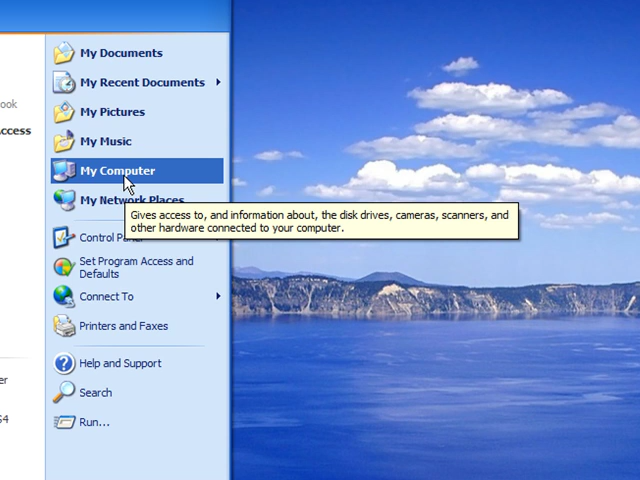 My Documents
My Recent Documents
ook
My Pictures
ccess
My Music
My Computer
My Network Places
Gives access to, and information about, the disk drives, cameras, scanners, and
other hardware connected to your computer.
Control Panel
Set Program Access and
Defaults
Connect To
Printers and Faxes
Help and Support
er
Search
S4
Run...